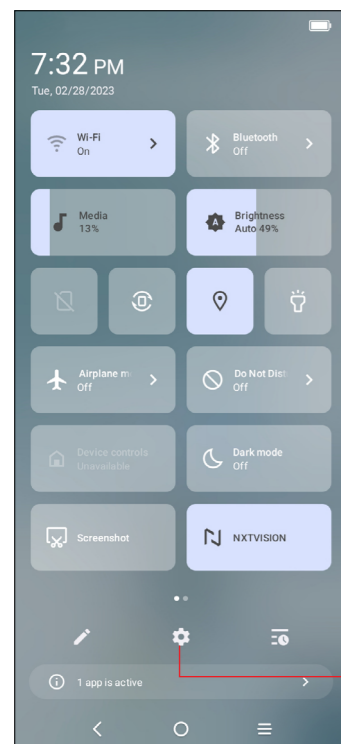 7:32 PM
Tue, 02/28/2023
Wi-Fi
On
Bluetooth
Off
Media
13%
A
Brightness
Auto 49%
Airplane m
Off
Do Not Dist
Off
Device controls
Unavailable
Dark mode
Off
Screenshot
NXTVISION
1 app is active